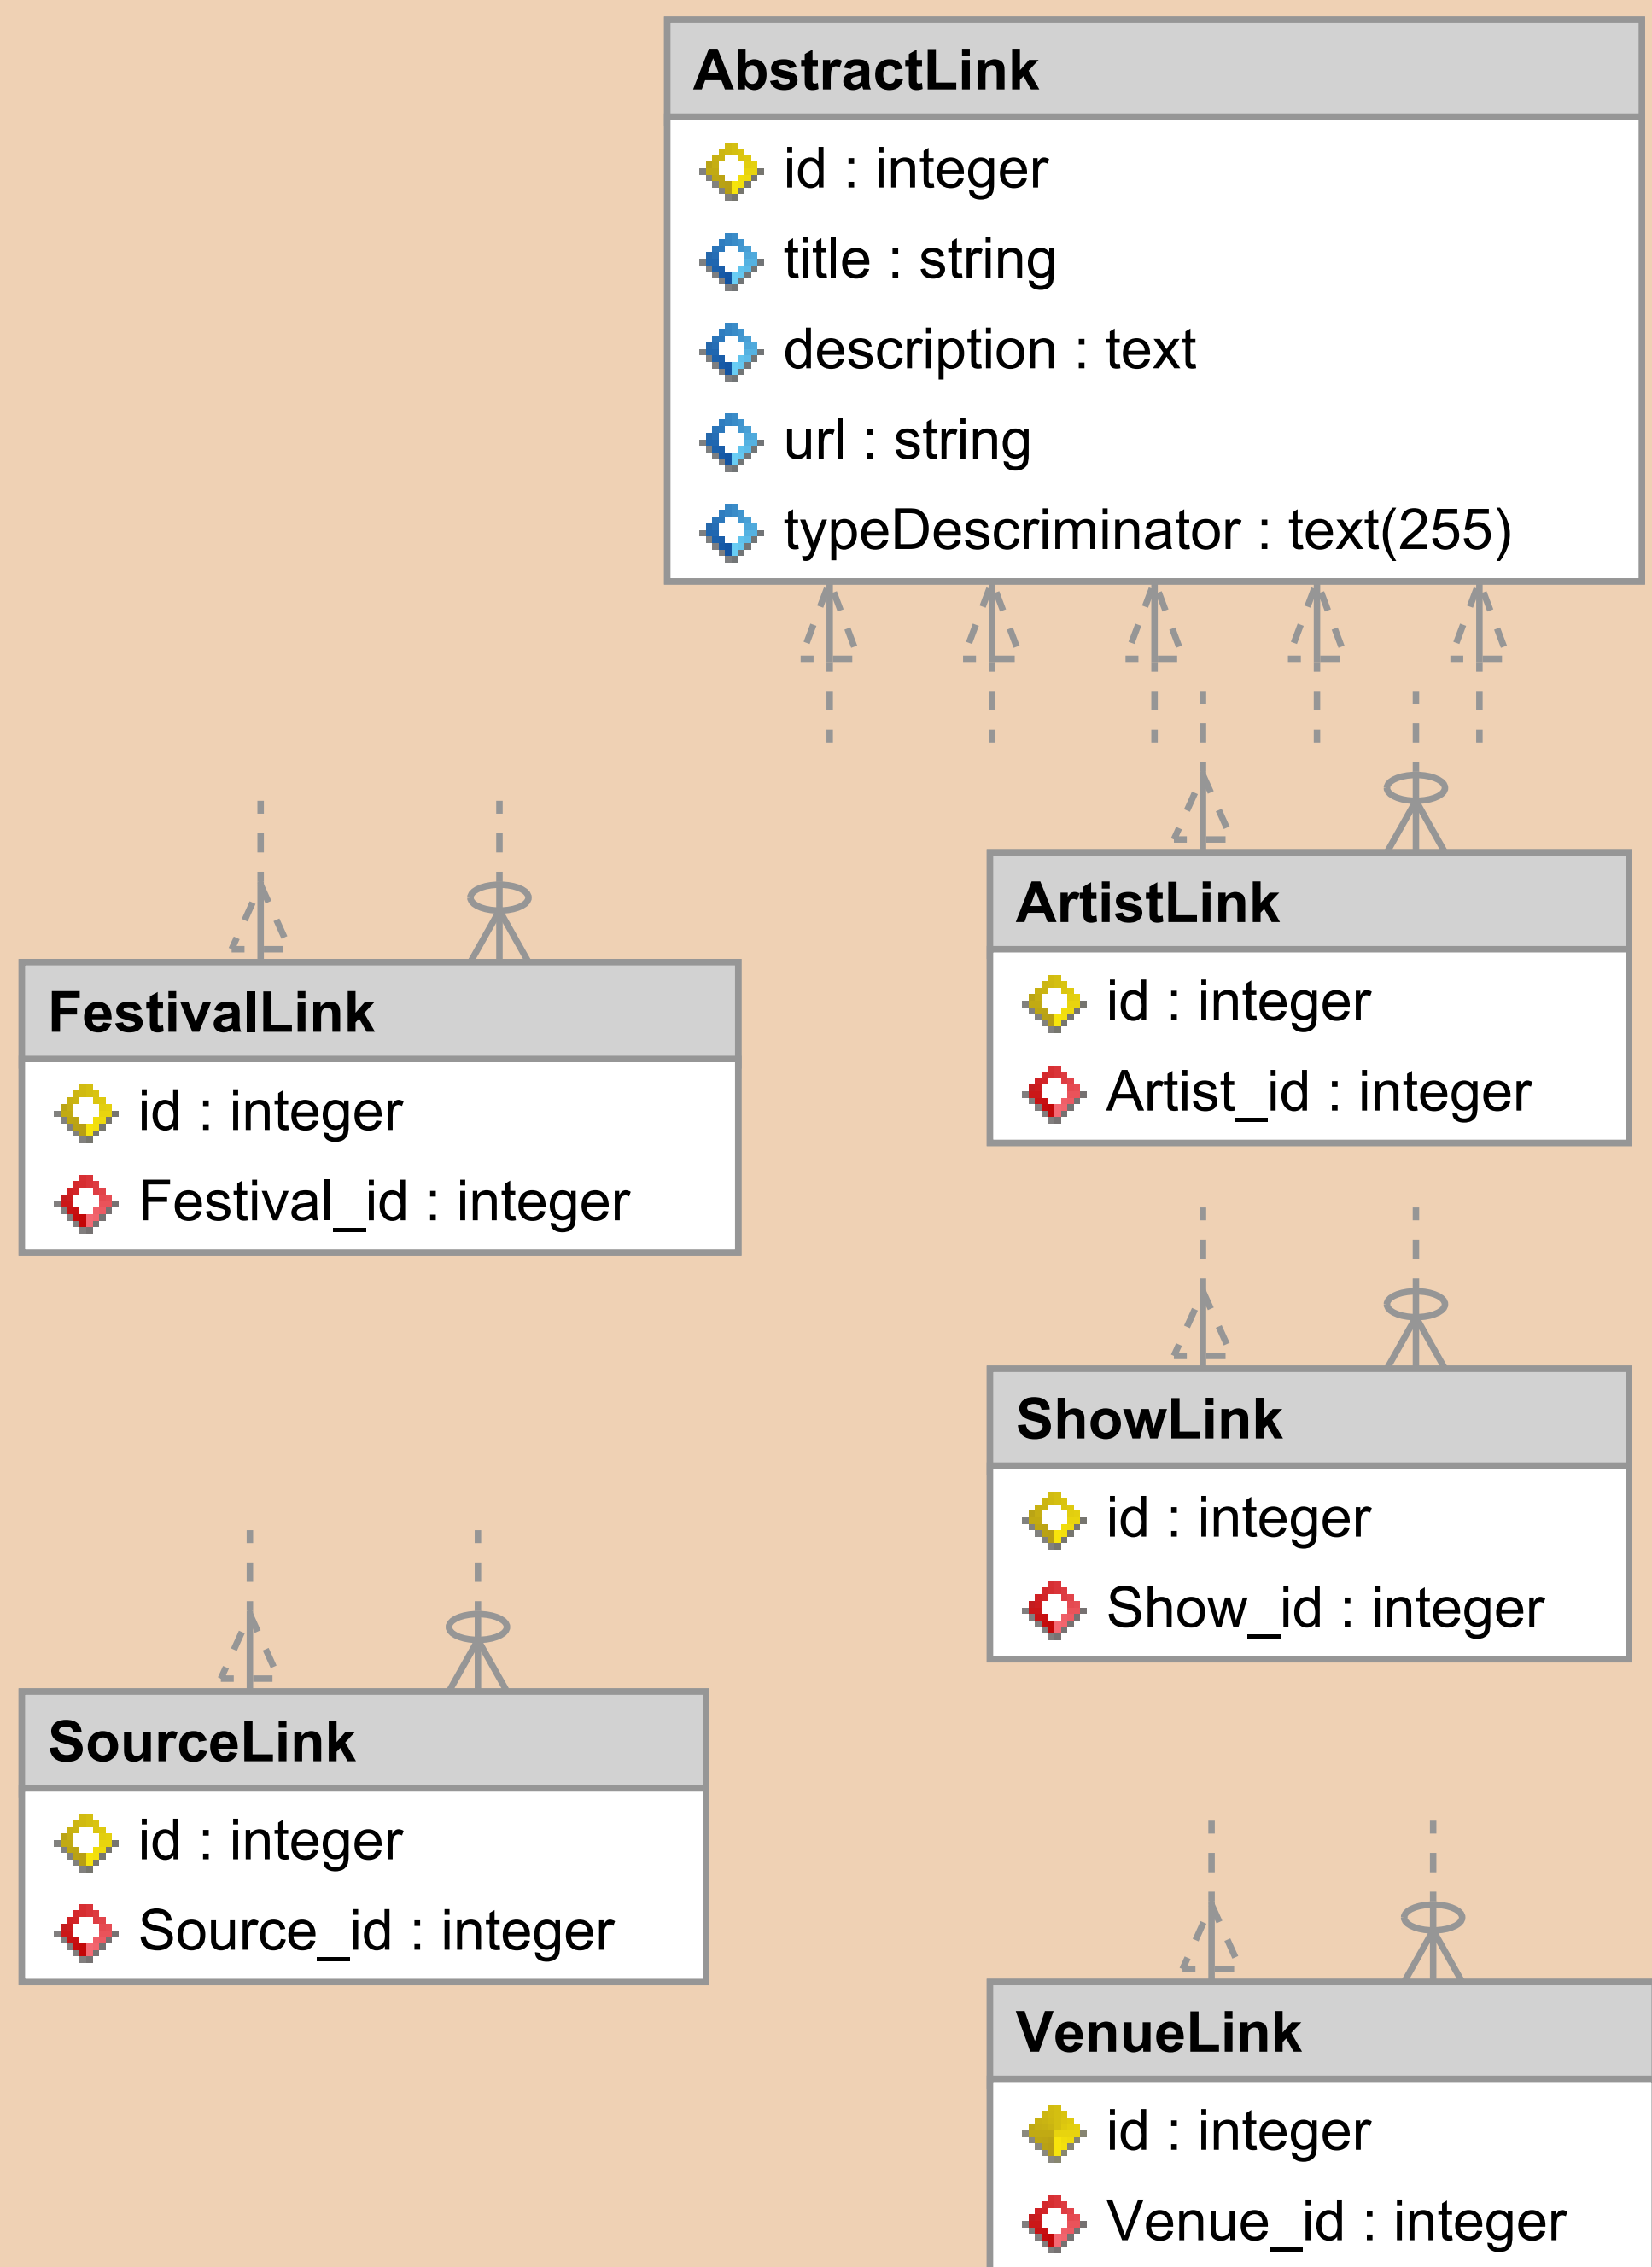 AbstractLink
id : integer
title : string
description : text
url : string
typeDescriminator : text(255)
ArtistLink
id : integer
Artist_id : integer
FestivalLink
id : integer
Festival_id : integer
ShowLink
id : integer
Show_id : integer
SourceLink
id : integer
Source_id : integer
VenueLink
id : integer
Venue_id : integer